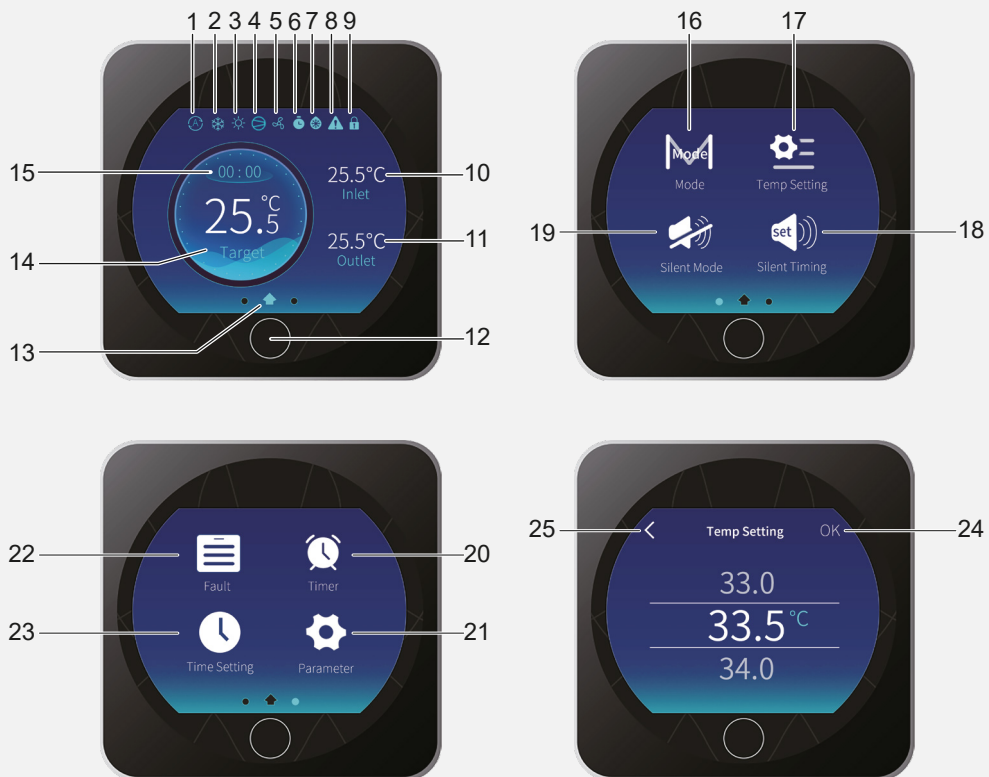 1 2 3 4 5 6 7 8 9
A
15
00 : 00
25.5°C
10
Inlet
25.5°C
14
Target
25.5°C
11
Outlet
13
12
16 17
Mode
Mode
Temp Setting
19
set
18
Silent Mode
Silent Timing
22
20
Fault
Timer
23
21
Time Setting
Parameter
25
Temp Setting
OK
24
33.0
33.5°C
34.0